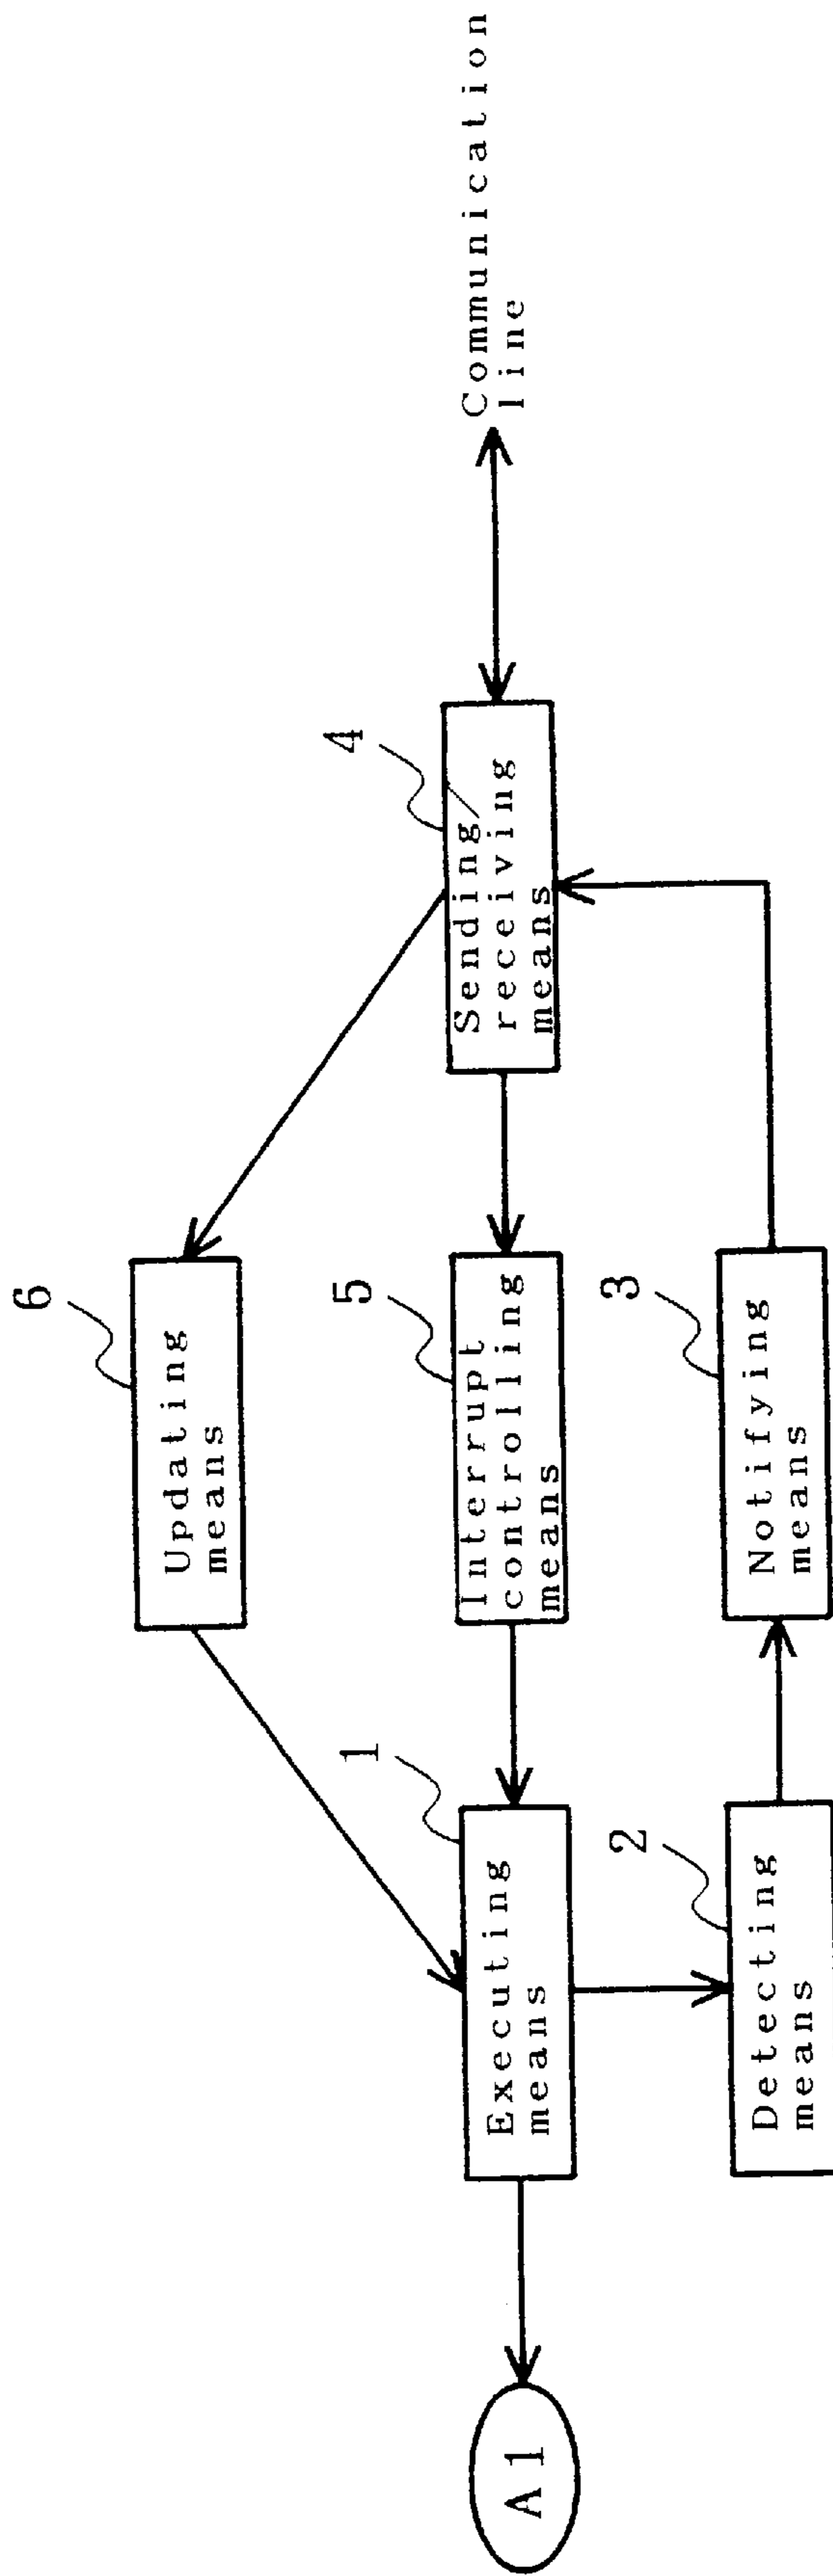 6
Updating
means
4
Sending/
receiving
means
Communication
line
5
Interrupt
controlling
means
1
Executing
means
A1
3
Notifying
means
2
Detecting
means